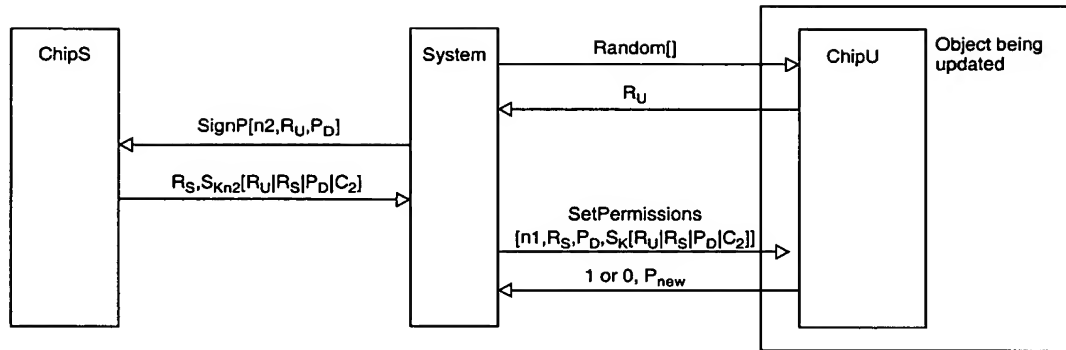 ChipS
System
ChipU
Object being
updated
Random[]
R_U
SignP[n2,R_U,P_D]
R_S,S_Kn2[R_U|R_S|P_D|C_2]
SetPermissions
[n1,R_S,P_D,S_K[R_U|R_S|P_D|C_2]]
1 or 0, P_new